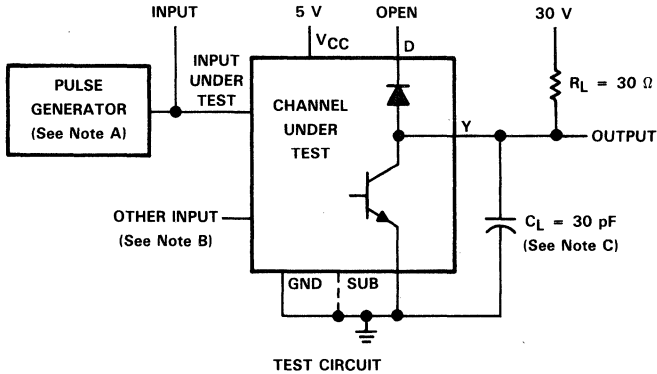 INPUT
5 V
OPEN
30 V
VCC
D
INPUT
UNDER
TEST
PULSE
GENERATOR
(See Note A)
CHANNEL
UNDER
TEST
RL = 30 Ω
Y
OUTPUT
OTHER INPUT
(See Note B)
CL = 30 pF
(See Note C)
GND
SUB
TEST CIRCUIT